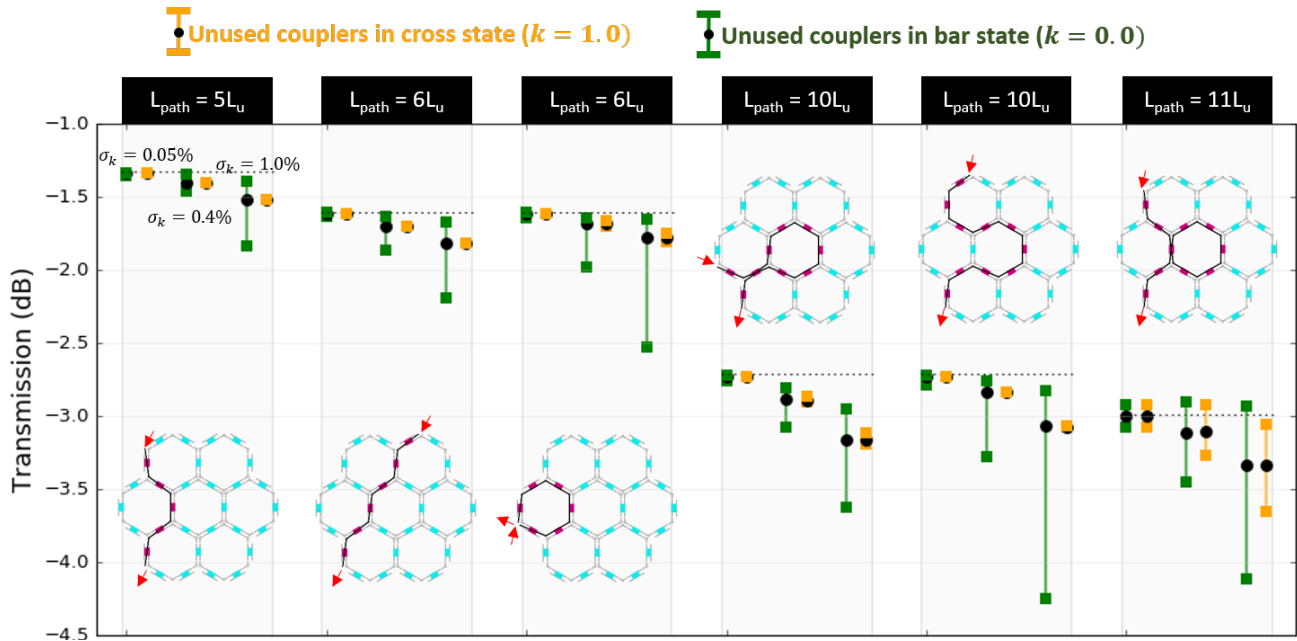 Unused couplers in cross state (k = 1.0)
Unused couplers in bar state (k = 0.0)
L_path = 5L_u
L_path = 6L_u
L_path = 6L_u
L_path = 10L_u
L_path = 10L_u
L_path = 11L_u
Transmission (dB)
−1.0
−1.5
−2.0
−2.5
−3.0
−3.5
−4.0
−4.5
σ_k = 0.05%
σ_k = 1.0%
σ_k = 0.4%